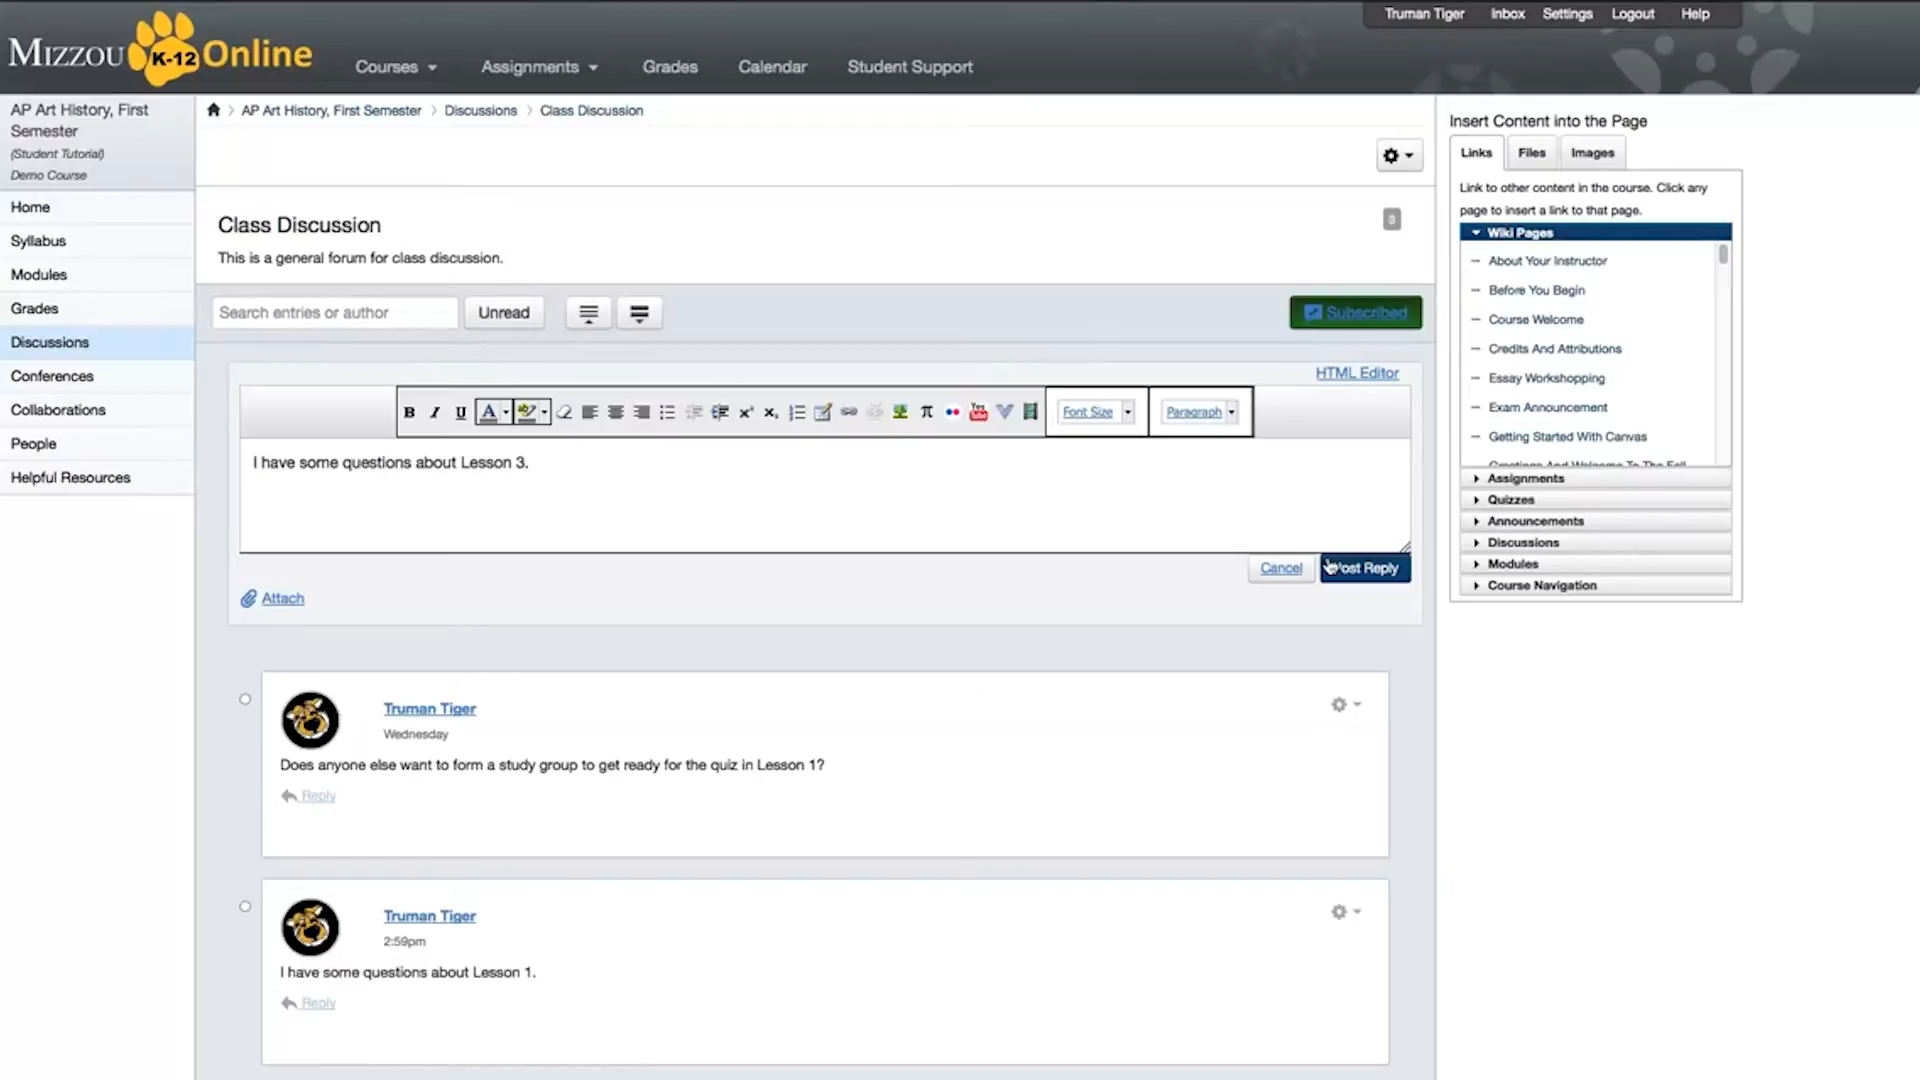 Truman Tiger Inbox Settings Logout Help
MIZZOU K-12 Online
Courses Assignments Grades Calendar Student Support
AP Art History, First
Semester
(Student Tutorial)
Demo Course
Home
Syllabus
Modules
Grades
Discussions
Conferences
Collaborations
People
Helpful Resources
AP Art History, First Semester Discussions Class Discussion
Class Discussion
3
This is a general forum for class discussion.
Search entries or author Unread Subscribed
HTML Editor
B I U A Font Size Paragraph
I have some questions about Lesson 3.
Cancel Post Reply
Attach
Truman Tiger
Wednesday
Does anyone else want to form a study group to get ready for the quiz in Lesson 1?
Reply
Truman Tiger
2:59pm
I have some questions about Lesson 1.
Reply
Insert Content into the Page
Links Files Images
Link to other content in the course. Click any
page to insert a link to that page.
Wiki Pages
About Your Instructor
Before You Begin
Course Welcome
Credits And Attributions
Essay Workshopping
Exam Announcement
Getting Started With Canvas
Greetings And Welcome To The Fall
Assignments
Quizzes
Announcements
Discussions
Modules
Course Navigation